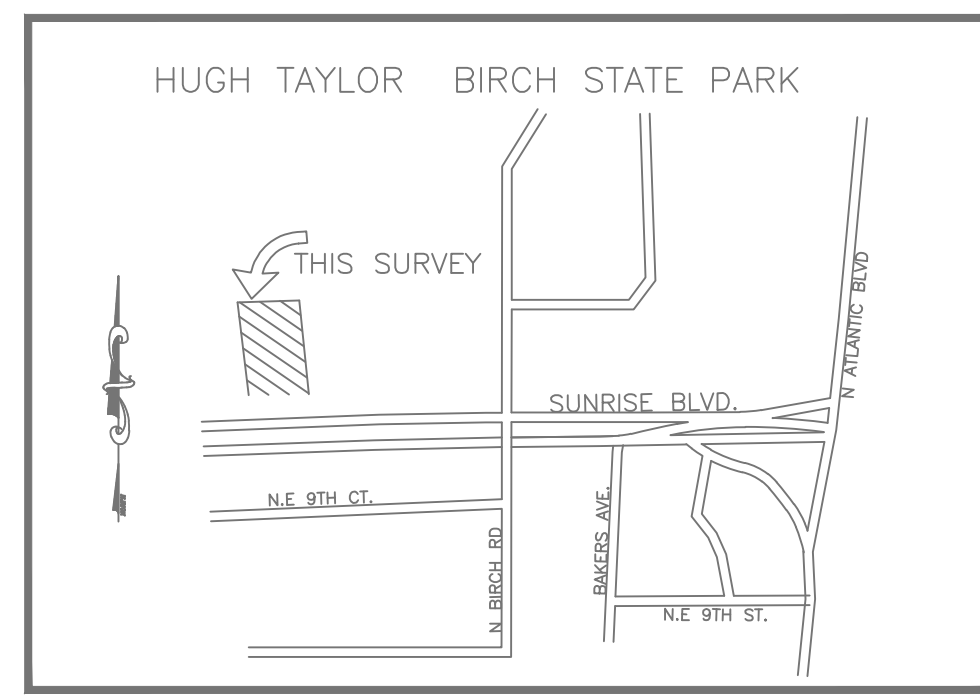 HUGH TAYLOR BIRCH STATE PARK
THIS SURVEY
N ATLANTIC BLVD
SUNRISE BLVD.
N.E 9TH CT.
N BIRCH RD
BAKERS AVE.
N.E 9TH ST.